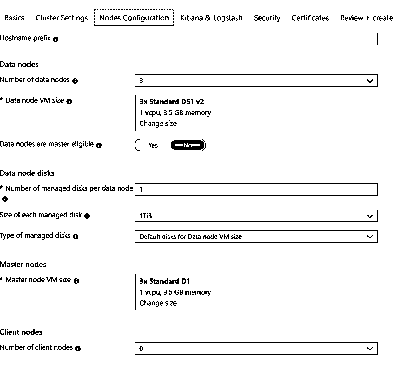 Basics Cluster Settings Nodes Configuration Kibana & Logstash Security Certificates Review + create
Hostname prefix
Data nodes
Number of data nodes 3
* Data node VM size 3x Standard DS1 v2
1 vcpu, 3.5 GB memory
Change size
Data nodes are master eligible Yes No
Data node disks
* Number of managed disks per data node 1
Size of each managed disk 1TiB
Type of managed disks Default disks for Data node VM size
Master nodes
* Master node VM size 3x Standard D1
1 vcpu, 3.5 GB memory
Change size
Client nodes
Number of client nodes 0